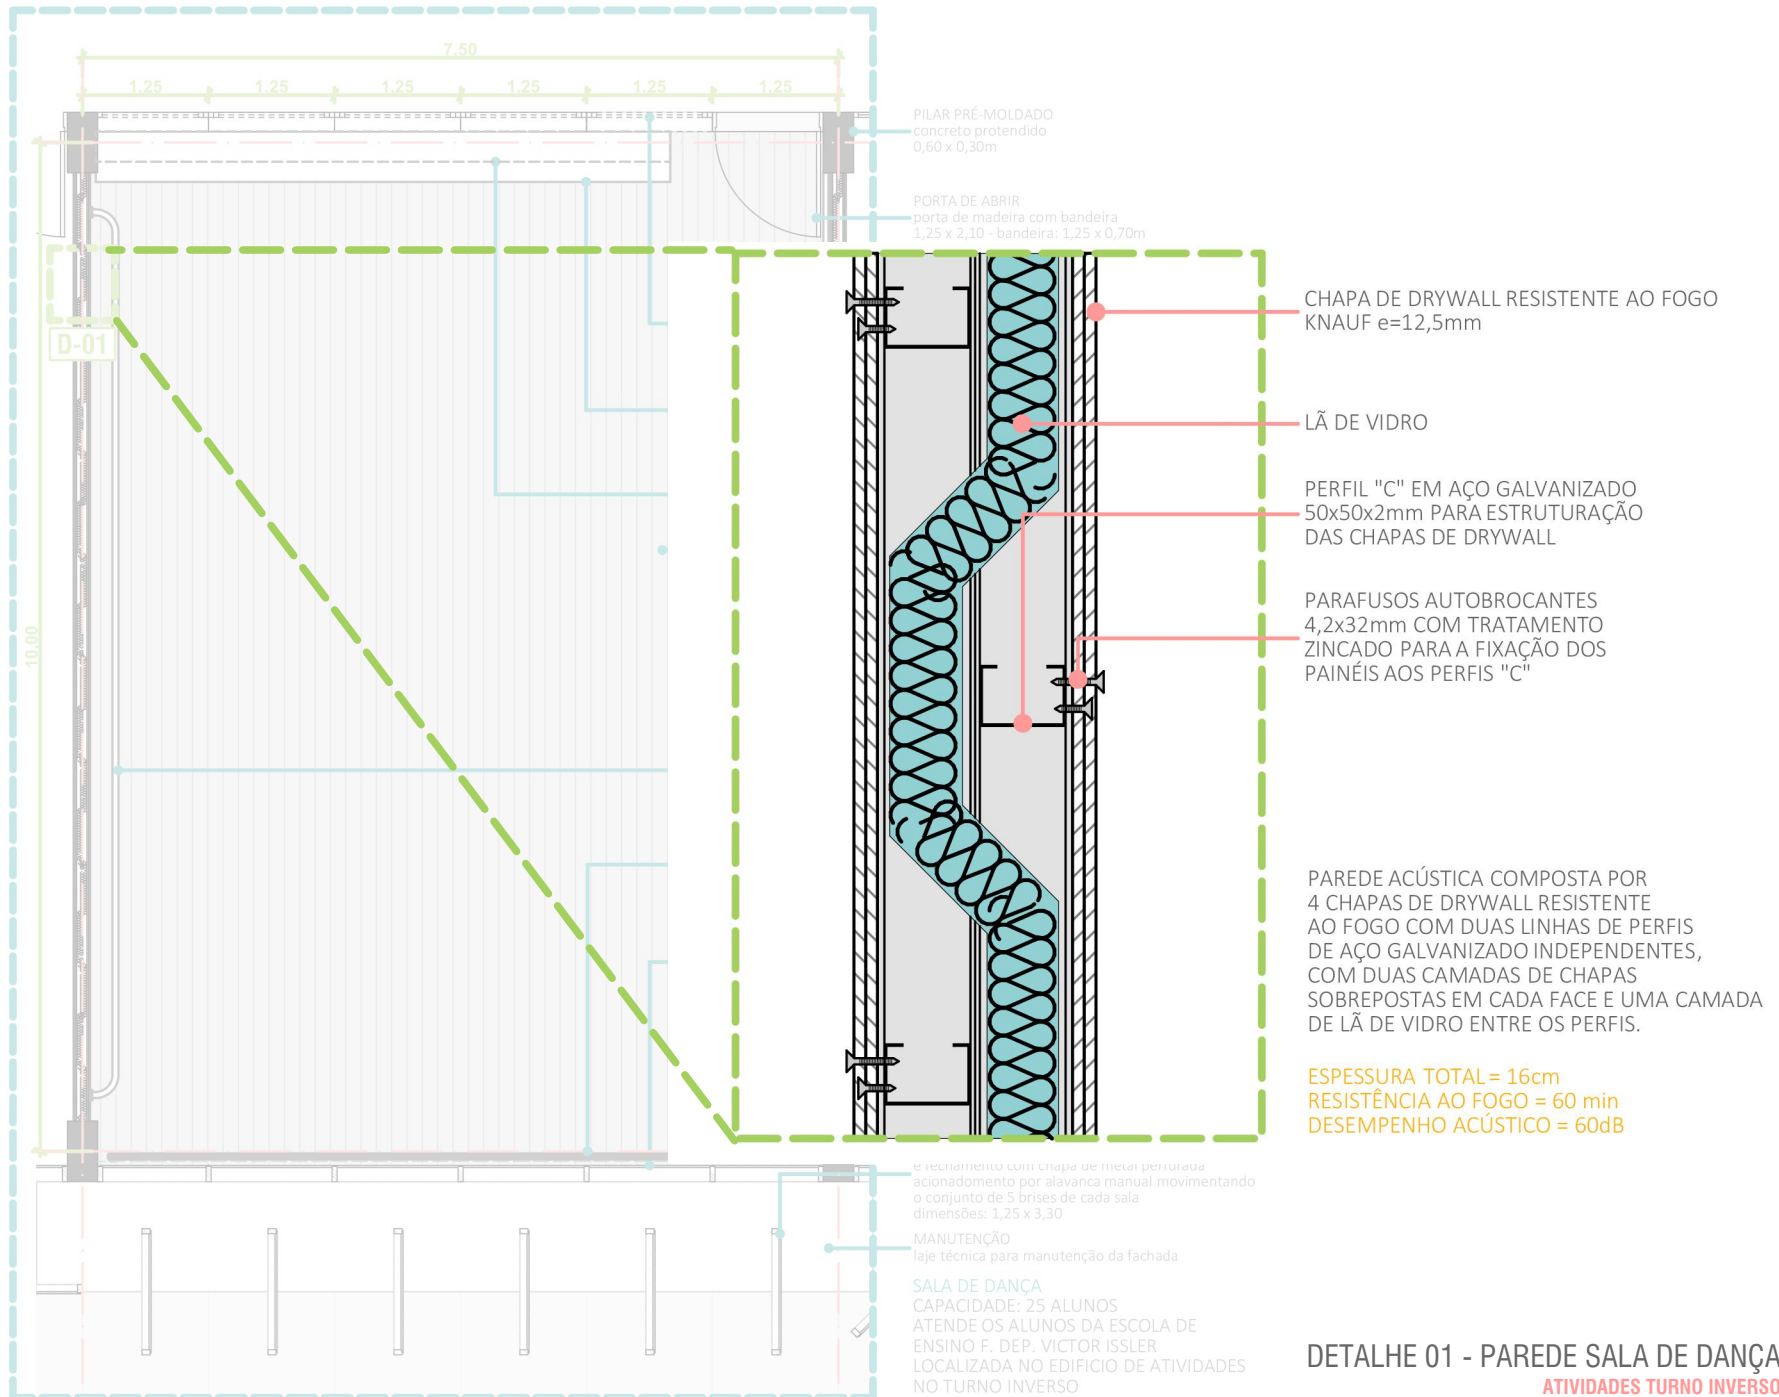 7,50
1,25 1,25 1,25 1,25 1,25 1,25
10,00
D-01
PILAR PRÉ-MOLDADO
concreto protendido
0,60 x 0,30m
PORTA DE ABRIR
porta de madeira com bandeira
1,25 x 2,10 - bandeira: 1,25 x 0,70m
CHAPA DE DRYWALL RESISTENTE AO FOGO
KNAUF e=12,5mm
LÃ DE VIDRO
PERFIL "C" EM AÇO GALVANIZADO
50x50x2mm PARA ESTRUTURAÇÃO
DAS CHAPAS DE DRYWALL
PARAFUSOS AUTOBROCANTES
4,2x32mm COM TRATAMENTO
ZINCADO PARA A FIXAÇÃO DOS
PAINÉIS AOS PERFIS "C"
PAREDE ACÚSTICA COMPOSTA POR
4 CHAPAS DE DRYWALL RESISTENTE
AO FOGO COM DUAS LINHAS DE PERFIS
DE AÇO GALVANIZADO INDEPENDENTES,
COM DUAS CAMADAS DE CHAPAS
SOBREPOSTAS EM CADA FACE E UMA CAMADA
DE LÃ DE VIDRO ENTRE OS PERFIS.
ESPESSURA TOTAL = 16cm
RESISTÊNCIA AO FOGO = 60 min
DESEMPENHO ACÚSTICO = 60dB
e fechamento com chapa de metal perfurada
acionadomento por alavanca manual movimentando
o conjunto de 5 brises de cada sala
dimensões: 1,25 x 3,30
MANUTENÇÃO
laje técnica para manutenção da fachada
SALA DE DANÇA
CAPACIDADE: 25 ALUNOS
ATENDE OS ALUNOS DA ESCOLA DE
ENSINO F. DEP. VICTOR ISSLER
LOCALIZADA NO EDIFICIO DE ATIVIDADES
NO TURNO INVERSO
DETALHE 01 - PAREDE SALA DE DANÇA
ATIVIDADES TURNO INVERSO